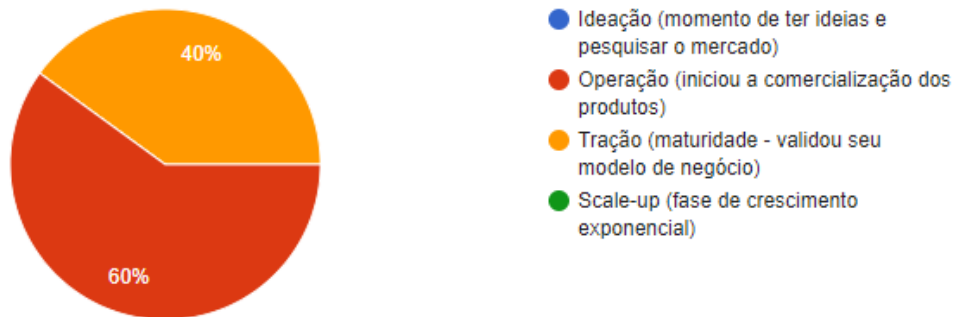 40%
60%
Ideação (momento de ter ideias e
pesquisar o mercado)
Operação (iniciou a comercialização dos
produtos)
Tração (maturidade - validou seu
modelo de negócio)
Scale-up (fase de crescimento
exponencial)